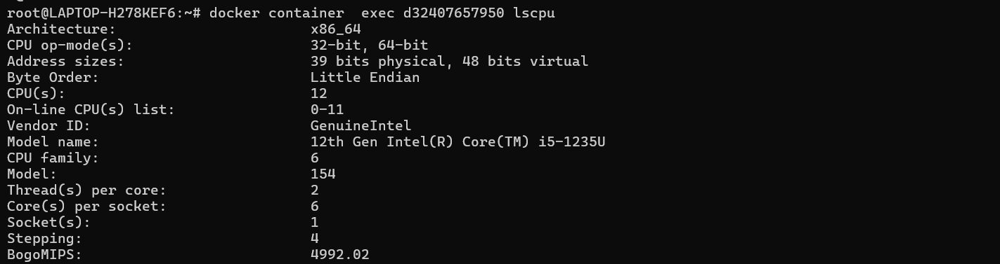 root@LAPTOP-H278KEF6:~# docker container  exec d32407657950 lscpu
Architecture:                       x86_64
CPU op-mode(s):                     32-bit, 64-bit
Address sizes:                      39 bits physical, 48 bits virtual
Byte Order:                         Little Endian
CPU(s):                             12
On-line CPU(s) list:                0-11
Vendor ID:                          GenuineIntel
Model name:                         12th Gen Intel(R) Core(TM) i5-1235U
CPU family:                         6
Model:                              154
Thread(s) per core:                 2
Core(s) per socket:                 6
Socket(s):                          1
Stepping:                           4
BogoMIPS:                           4992.02